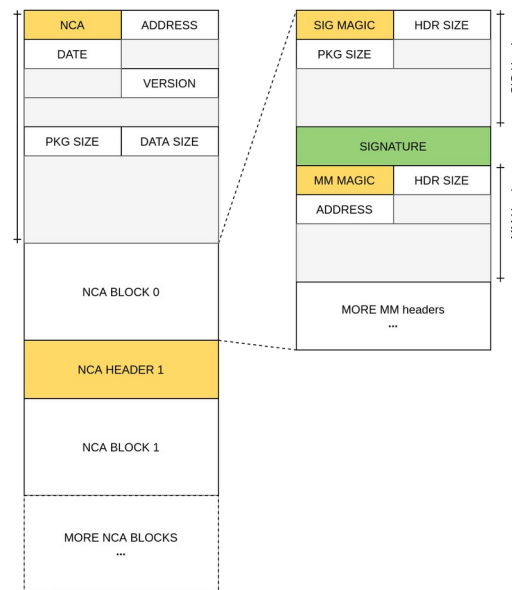 NCA ADDRESS
DATE
VERSION
PKG SIZE DATA SIZE
NCA BLOCK 0
NCA HEADER 1
NCA BLOCK 1
MORE NCA BLOCKS
...
SIG MAGIC HDR SIZE
PKG SIZE
SIGNATURE
MM MAGIC HDR SIZE
ADDRESS
MORE MM headers
...